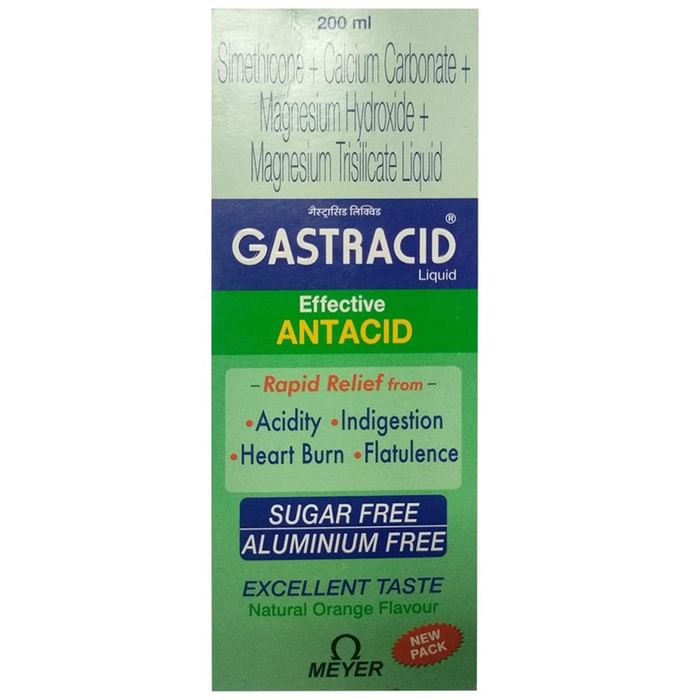 200 ml
Simethicone + Calcium Carbonate +
Magnesium Hydroxide +
Magnesium Trisilicate Liquid
गैस्ट्रासिड लिक्विड
GASTRACID®
Liquid
Effective
ANTACID
– Rapid Relief from –
•Acidity •Indigestion
•Heart Burn •Flatulence
SUGAR FREE
ALUMINIUM FREE
EXCELLENT TASTE
Natural Orange Flavour
NEW
PACK
MEYER